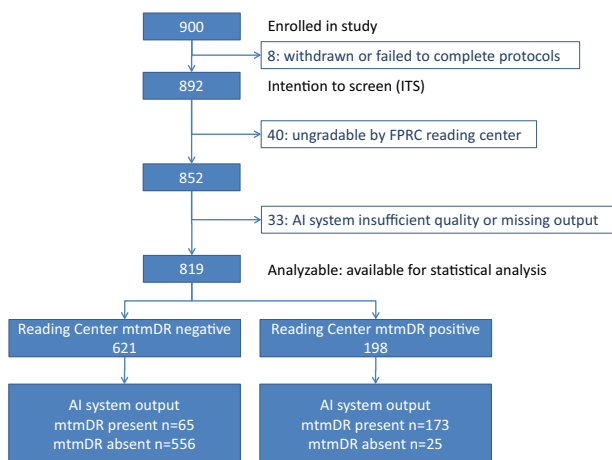 900
Enrolled in study
8: withdrawn or failed to complete protocols
892
Intention to screen (ITS)
40: ungradable by FPRC reading center
852
33: AI system insufficient quality or missing output
819
Analyzable: available for statistical analysis
Reading Center mtmDR negative
621
Reading Center mtmDR positive
198
AI system output
mtmDR present n=65
mtmDR absent n=556
AI system output
mtmDR present n=173
mtmDR absent n=25